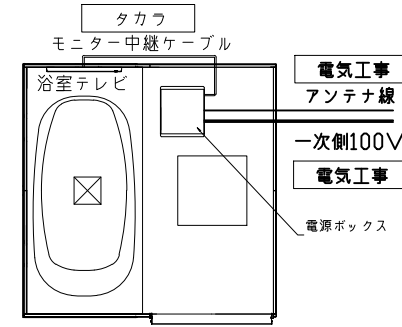 タカラ
モニター中継ケーブル
浴室テレビ
電気工事
アンテナ線
一次側100V
電気工事
電源ボックス